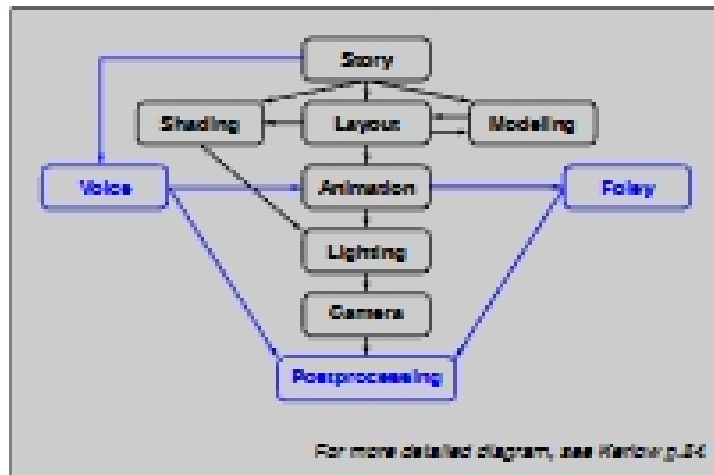 Story
Shading
Layout
Modeling
Voice
Animation
Foley
Lighting
Camera
Postprocessing
For more detailed diagram, see Kerlow